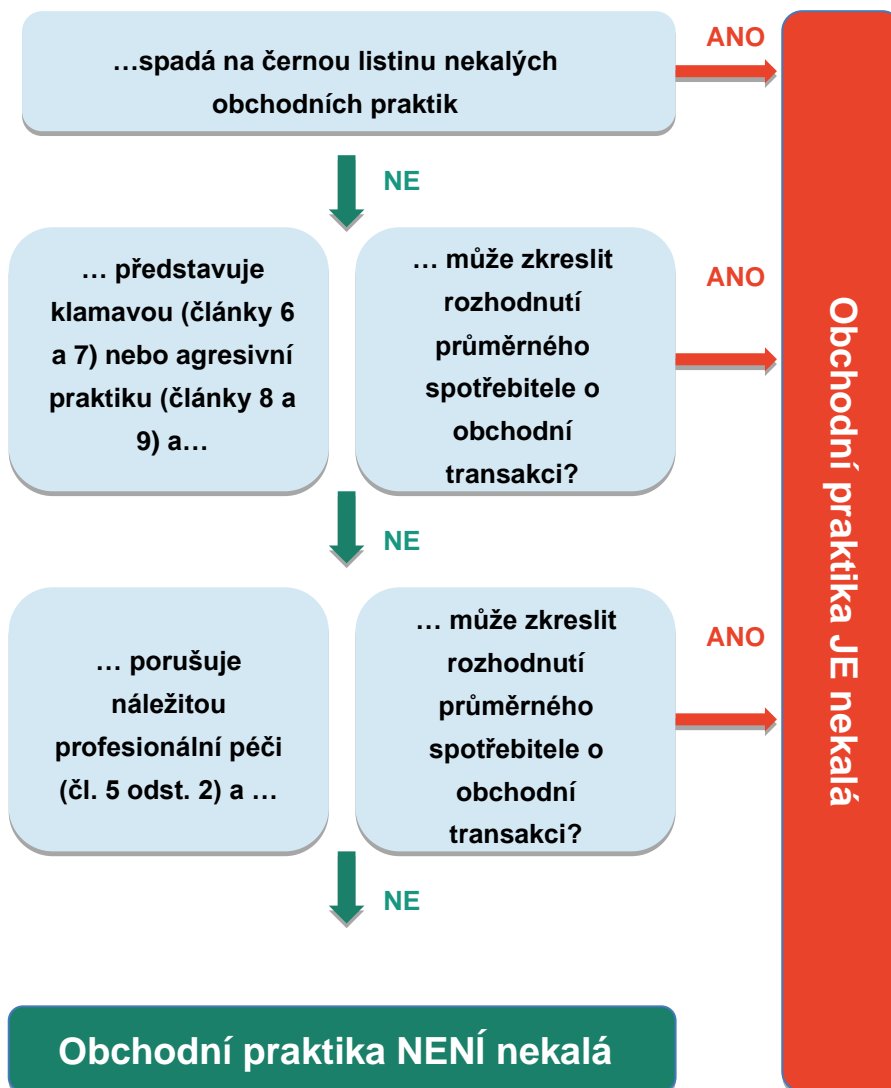 …spadá na černou listinu nekalých
obchodních praktik
ANO
NE
… představuje
klamavou (články 6
a 7) nebo agresivní
praktiku (články 8 a
9) a…
… může zkreslit
rozhodnutí
průměrného
spotřebitele o
obchodní
transakci?
ANO
NE
… porušuje
náležitou
profesionální péči
(čl. 5 odst. 2) a …
… může zkreslit
rozhodnutí
průměrného
spotřebitele o
obchodní
transakci?
ANO
NE
Obchodní praktika NENÍ nekalá
Obchodní praktika JE nekalá